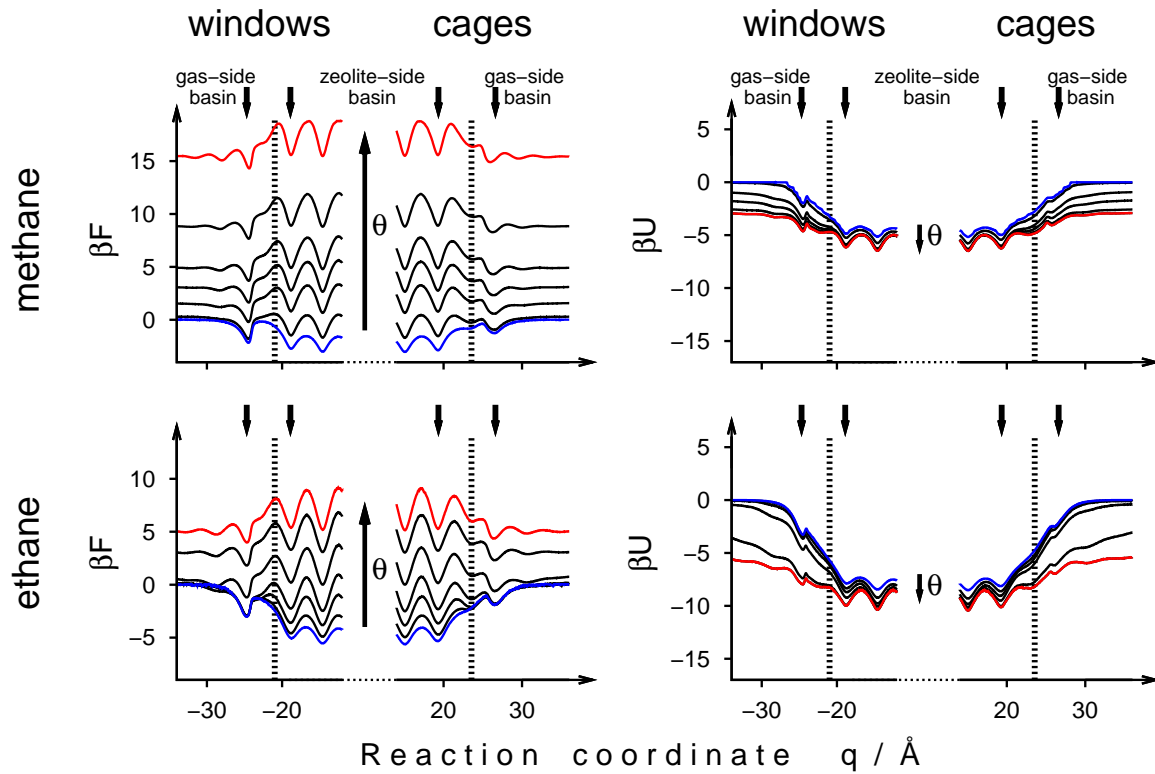 windows cages windows cages
gas−side zeolite−side gas−side gas−side zeolite−side gas−side
basin basin basin basin basin basin
methane
βF
15
10
5
0
θ
βU
5
0
−5
−10
−15
θ
ethane
βF
10
5
0
−5
θ
βU
5
0
−5
−10
−15
θ
−30 −20 20 30 −30 −20 20 30
Reaction coordinate q / Å